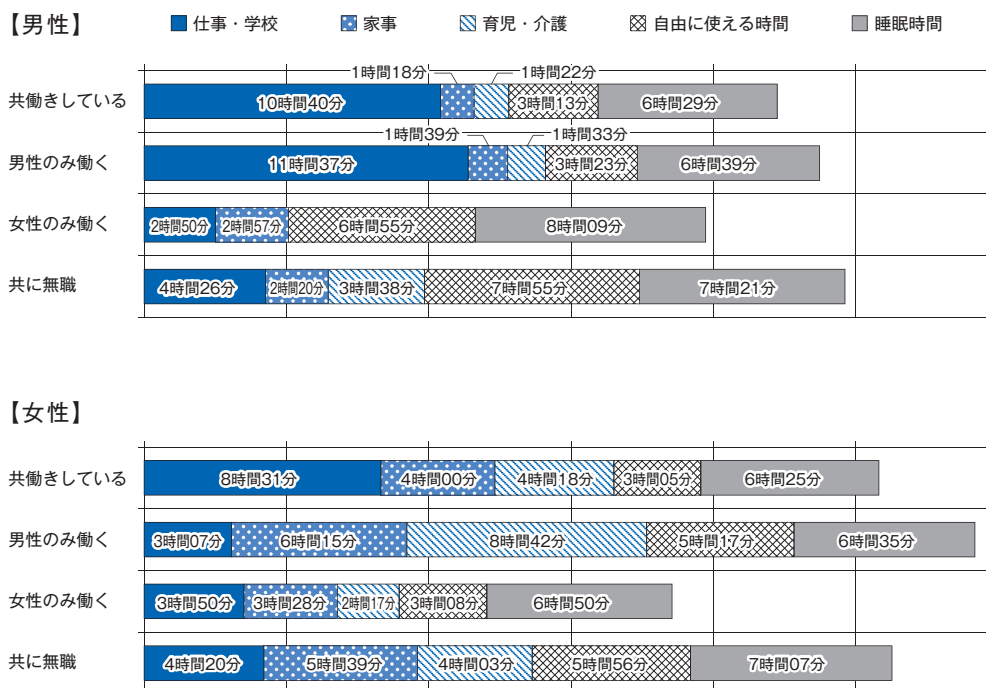 【男性】 仕事・学校 家事 育児・介護 自由に使える時間 睡眠時間
1時間18分 1時間22分
共働きしている 10時間40分 3時間13分 6時間29分
1時間39分 1時間33分
男性のみ働く 11時間37分 3時間23分 6時間39分
女性のみ働く 2時間50分 2時間57分 6時間55分 8時間09分
共に無職 4時間26分 2時間20分 3時間38分 7時間55分 7時間21分
【女性】
共働きしている 8時間31分 4時間00分 4時間18分 3時間05分 6時間25分
男性のみ働く 3時間07分 6時間15分 8時間42分 5時間17分 6時間35分
女性のみ働く 3時間50分 3時間28分 2時間17分 3時間08分 6時間50分
共に無職 4時間20分 5時間39分 4時間03分 5時間56分 7時間07分